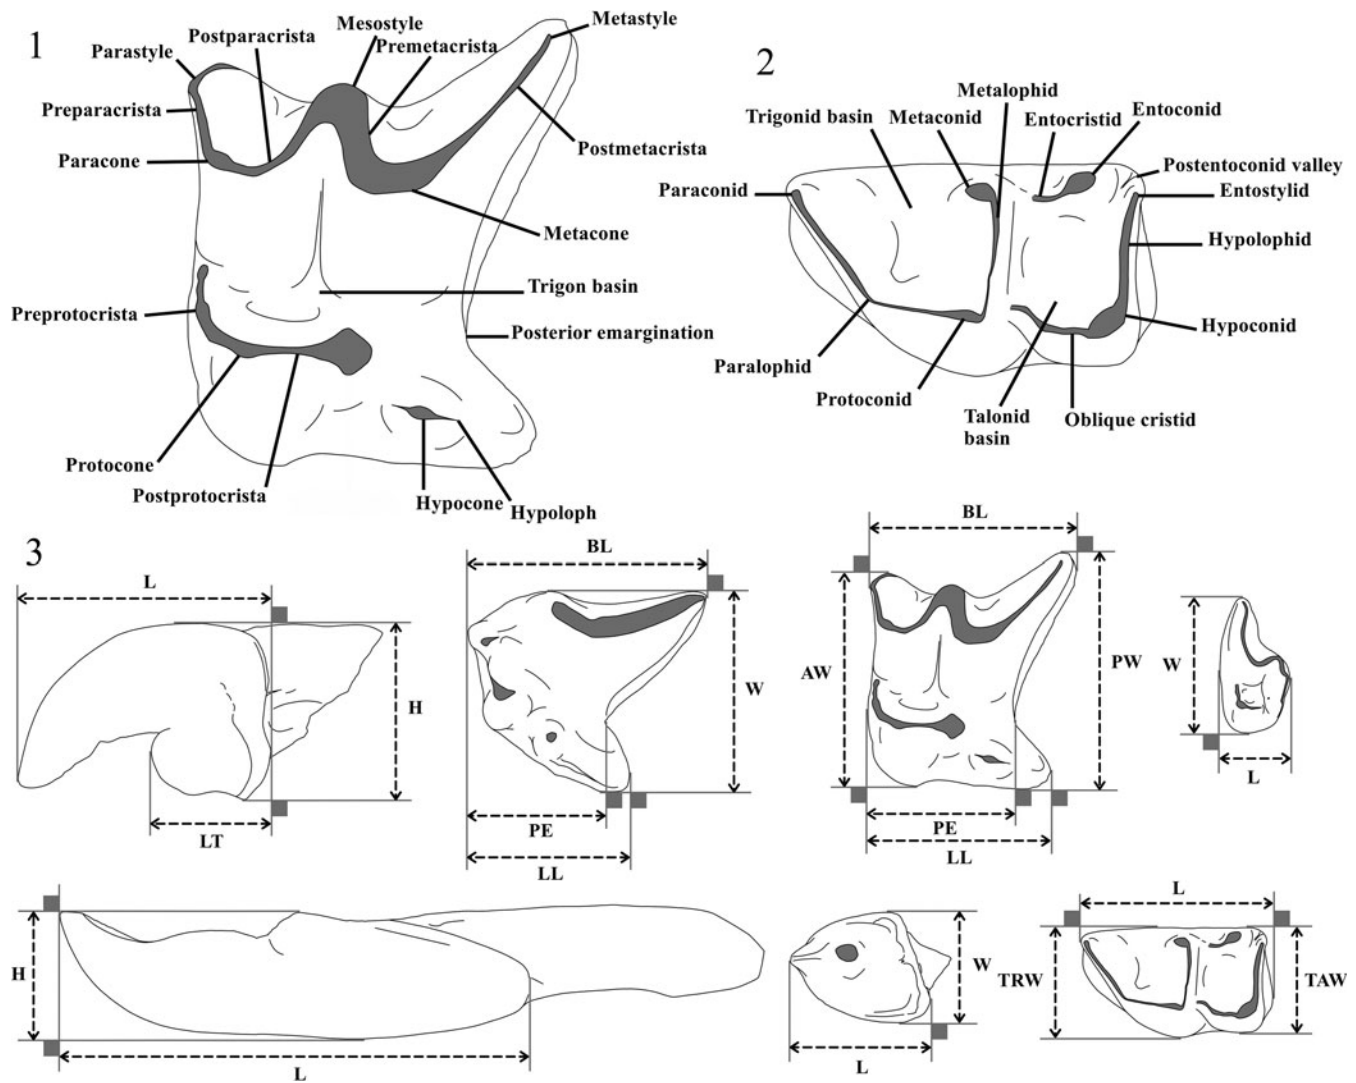 1
Parastyle
Postparacrista
Mesostyle
Premetacrista
Metastyle
Preparacrista
Paracone
Postmetacrista
Metacone
Trigon basin
Preprotocrista
Posterior emargination
Protocone
Postprotocrista
Hypocone
Hypoloph
2
Trigonid basin
Metaconid
Metalophid
Entocristid
Entoconid
Postentoconid valley
Paraconid
Entostylid
Hypolophid
Hypoconid
Paralophid
Protoconid
Talonid
basin
Oblique cristid
3
L
H
LT
BL
W
PE
LL
BL
AW
PW
PE
LL
W
L
H
L
W
L
L
TRW
TAW